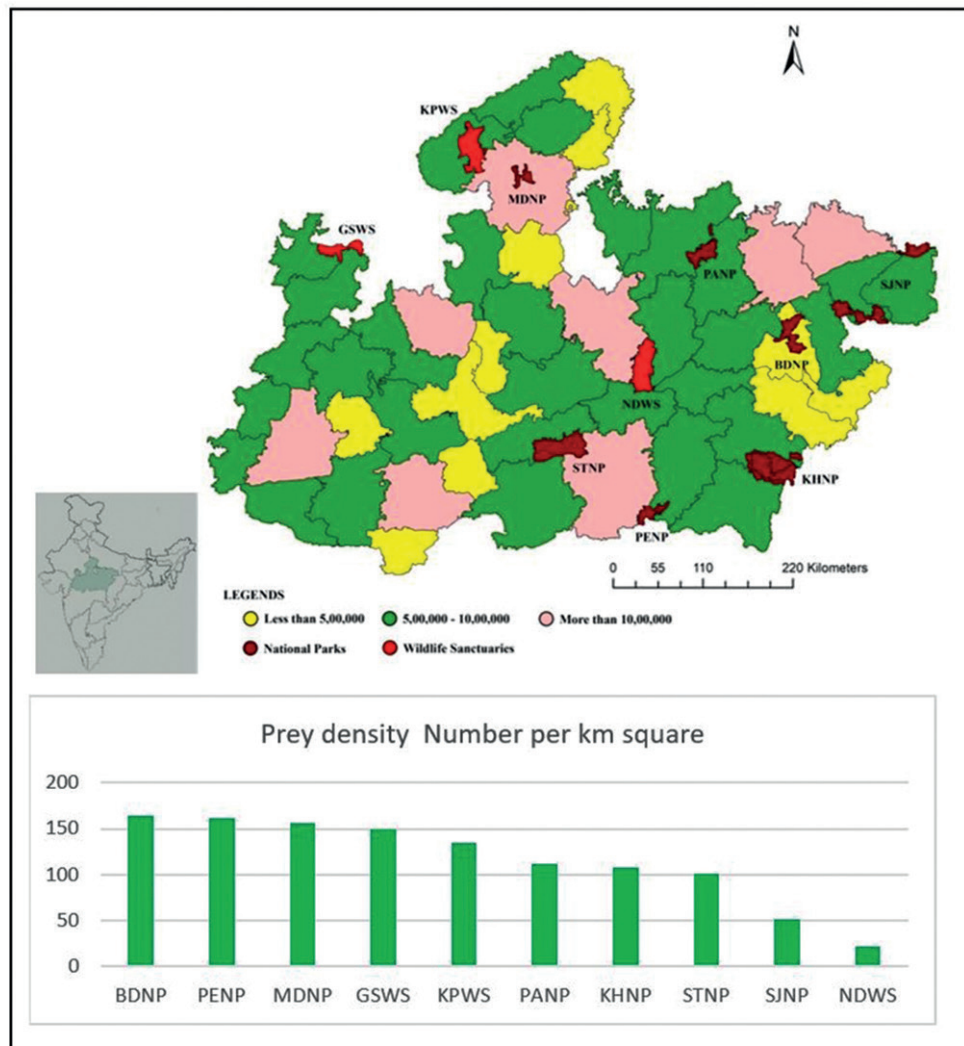 N
KPWS
MDNP
GSWS
PANP
SJNP
BDNP
NDWS
STNP
KHNP
PENP
0 55 110 220 Kilometers
LEGENDS
Less than 5,00,000 5,00,000 - 10,00,000 More than 10,00,000
National Parks Wildlife Sanctuaries
Prey density Number per km square
200
150
100
50
0
BDNP PENP MDNP GSWS KPWS PANP KHNP STNP SJNP NDWS